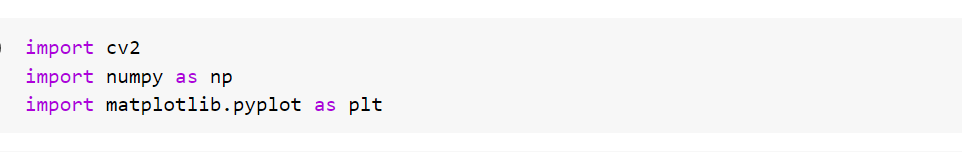 import cv2
import numpy as np
import matplotlib.pyplot as plt